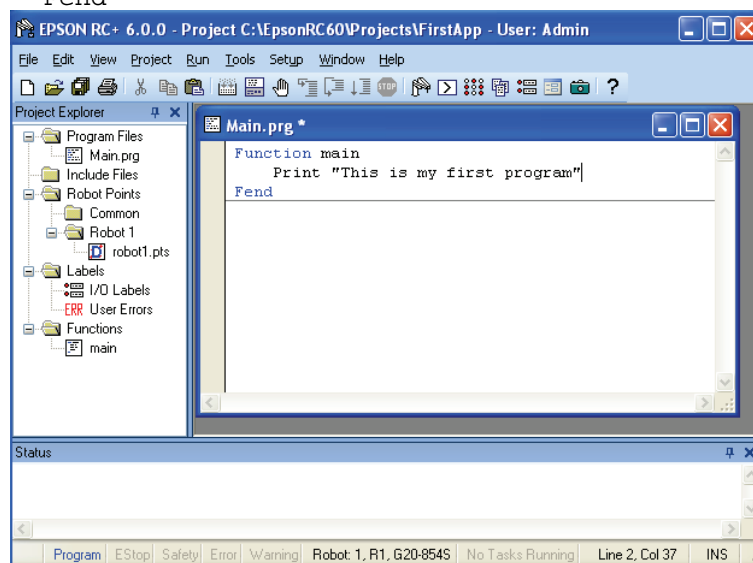 Fend
EPSON RC+ 6.0.0 - Project C:\EpsonRC60\Projects\FirstApp - User: Admin
File Edit View Project Run Tools Setup Window Help
STOP ?
Project Explorer
Program Files
Main.prg
Include Files
Robot Points
Common
Robot 1
robot1.pts
Labels
I/O Labels
ERR User Errors
Functions
main
Main.prg *
Function main
Print "This is my first program"
Fend
Status
Program EStop Safety Error Warning Robot: 1, R1, G20-854S No Tasks Running Line 2, Col 37 INS